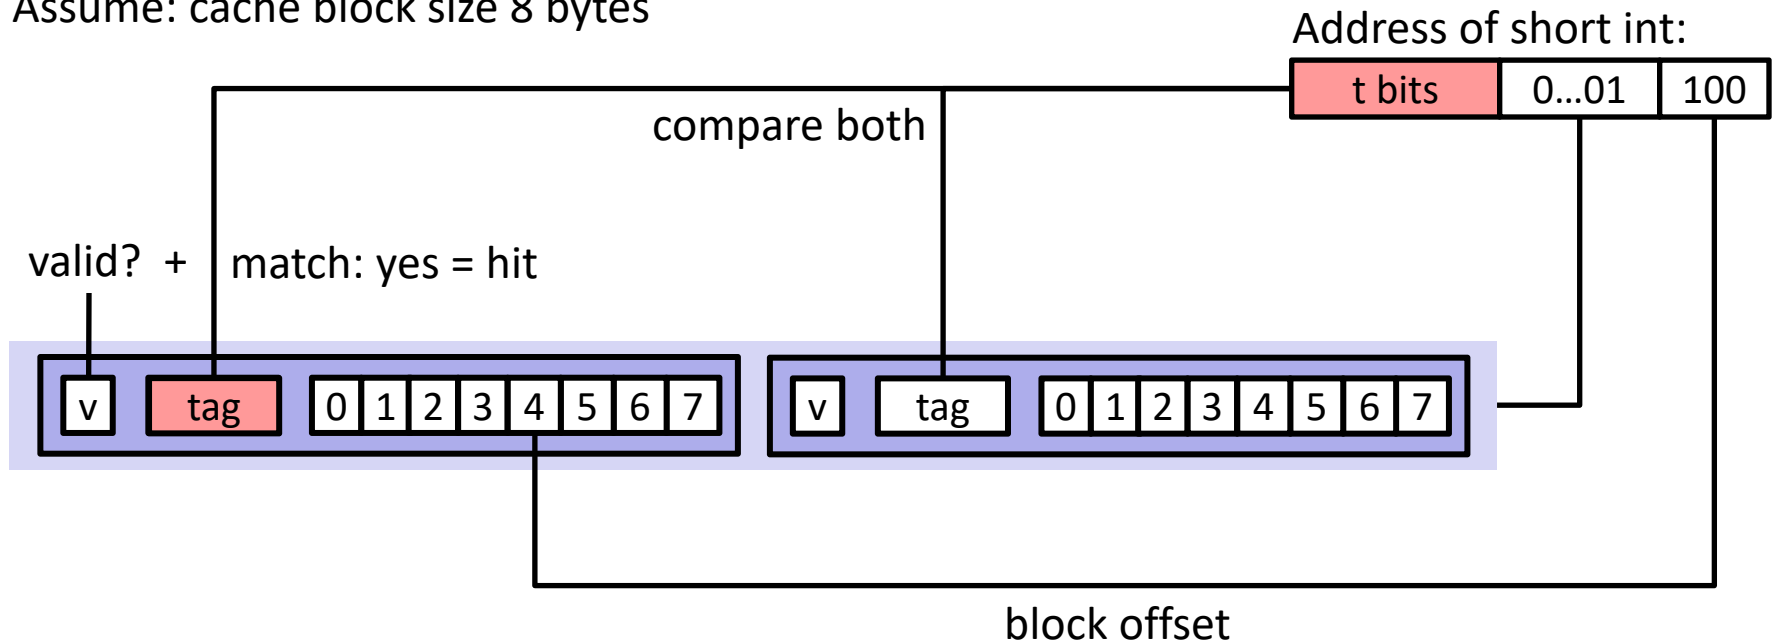 Assume: cache block size 8 bytes
Address of short int:
t bits 0...01 100
compare both
valid? + match: yes = hit
v tag 0 1 2 3 4 5 6 7 v tag 0 1 2 3 4 5 6 7
block offset